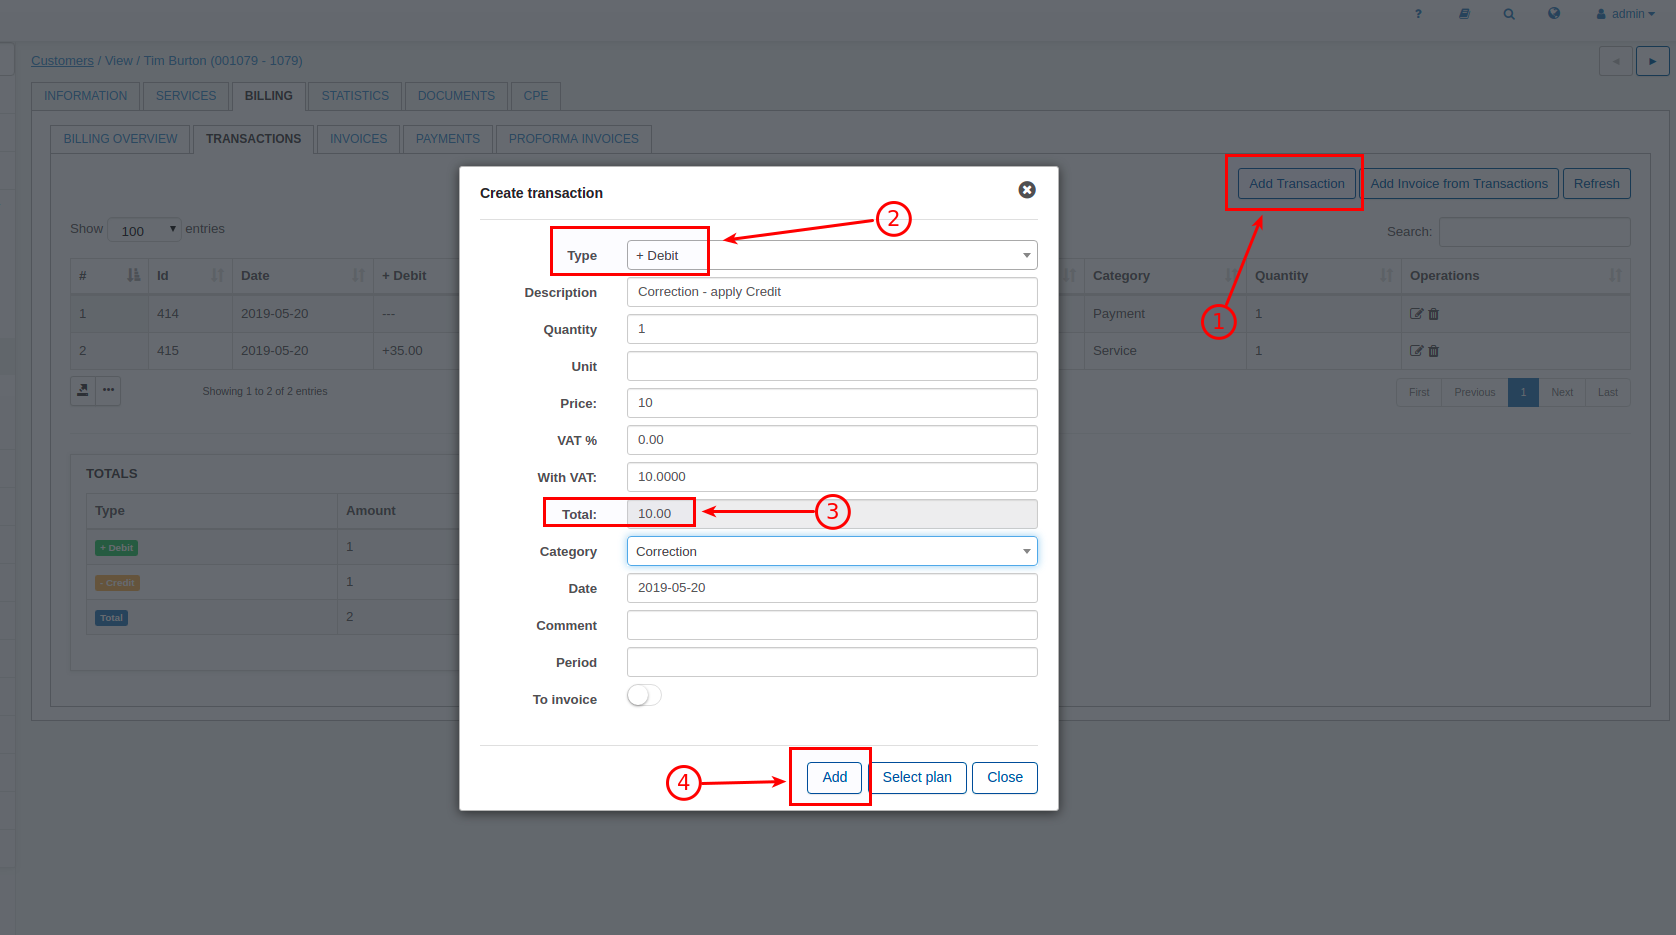 ? admin
Customers / View / Tim Burton (001079 - 1079)
INFORMATION SERVICES BILLING STATISTICS DOCUMENTS CPE
BILLING OVERVIEW TRANSACTIONS INVOICES PAYMENTS PROFORMA INVOICES
Add Transaction Add Invoice from Transactions Refresh
Show 100 entries
Search:
# Id Date + Debit Category Quantity Operations
1 414 2019-05-20 --- Payment 1
2 415 2019-05-20 +35.00 Service 1
Showing 1 to 2 of 2 entries
First Previous 1 Next Last
TOTALS
Type Amount
+ Debit 1
- Credit 1
Total 2
Create transaction
Type + Debit
Description Correction - apply Credit
Quantity 1
Unit
Price: 10
VAT % 0.00
With VAT: 10.0000
Total: 10.00
Category Correction
Date 2019-05-20
Comment
Period
To invoice
Add Select plan Close
1
2
3
4